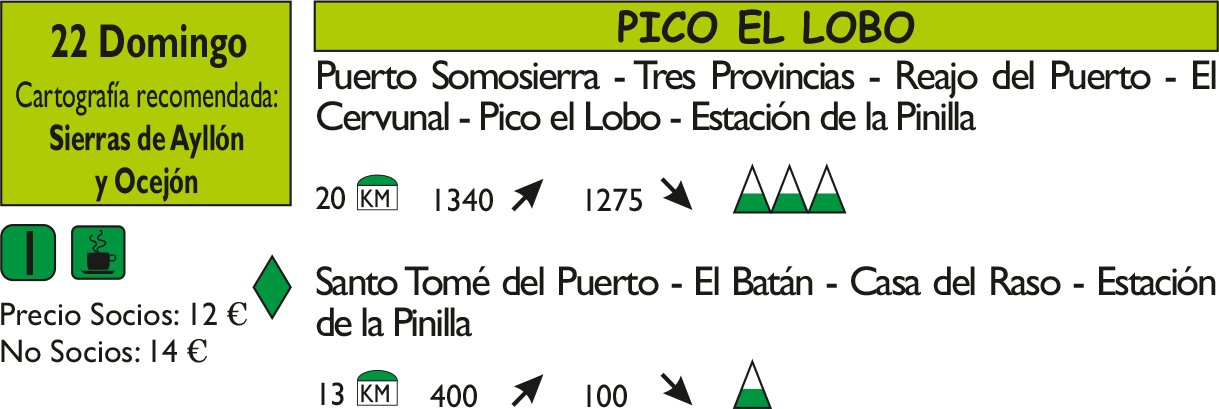 22 Domingo
Cartografía recomendada:
Sierras de Ayllón
y Ocejón
Precio Socios: 12 €
No Socios: 14 €
PICO EL LOBO
Puerto Somosierra - Tres Provincias - Reajo del Puerto - El
Cervunal - Pico el Lobo - Estación de la Pinilla
20 KM 1340 1275
Santo Tomé del Puerto - El Batán - Casa del Raso - Estación
de la Pinilla
13 KM 400 100